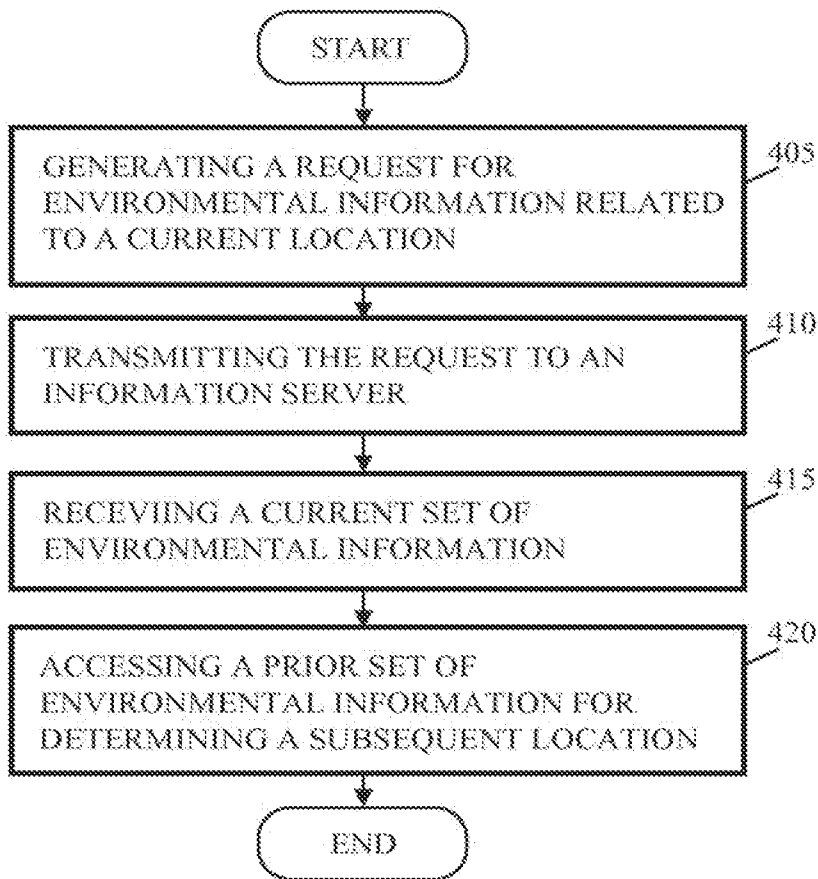 START
GENERATING A REQUEST FOR
ENVIRONMENTAL INFORMATION RELATED
TO A CURRENT LOCATION
405
TRANSMITTING THE REQUEST TO AN
INFORMATION SERVER
410
RECEVIING A CURRENT SET OF
ENVIRONMENTAL INFORMATION
415
ACCESSING A PRIOR SET OF
ENVIRONMENTAL INFORMATION FOR
DETERMINING A SUBSEQUENT LOCATION
420
END